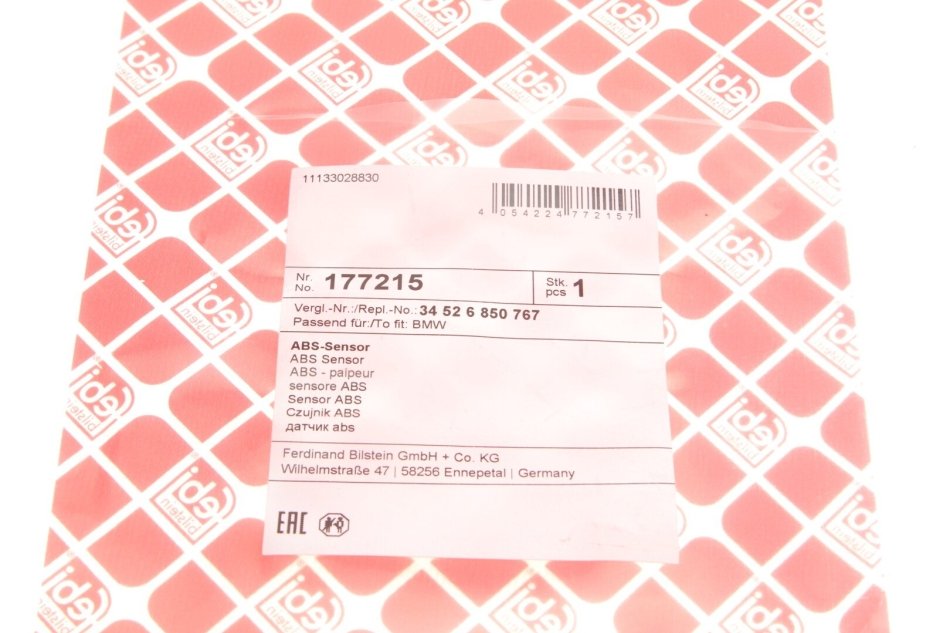 11133028830
4 054224 772157
Nr.
No. 177215
Stk.
pcs 1
Vergl.-Nr.:/Repl.-No.: 34 52 6 850 767
Passend für:/To fit: BMW
ABS-Sensor
ABS Sensor
ABS - palpeur
sensore ABS
Sensor ABS
Czujnik ABS
датчик abs
Ferdinand Bilstein GmbH + Co. KG
Wilhelmstraße 47 | 58256 Ennepetal | Germany
EAC
febi
bilstein